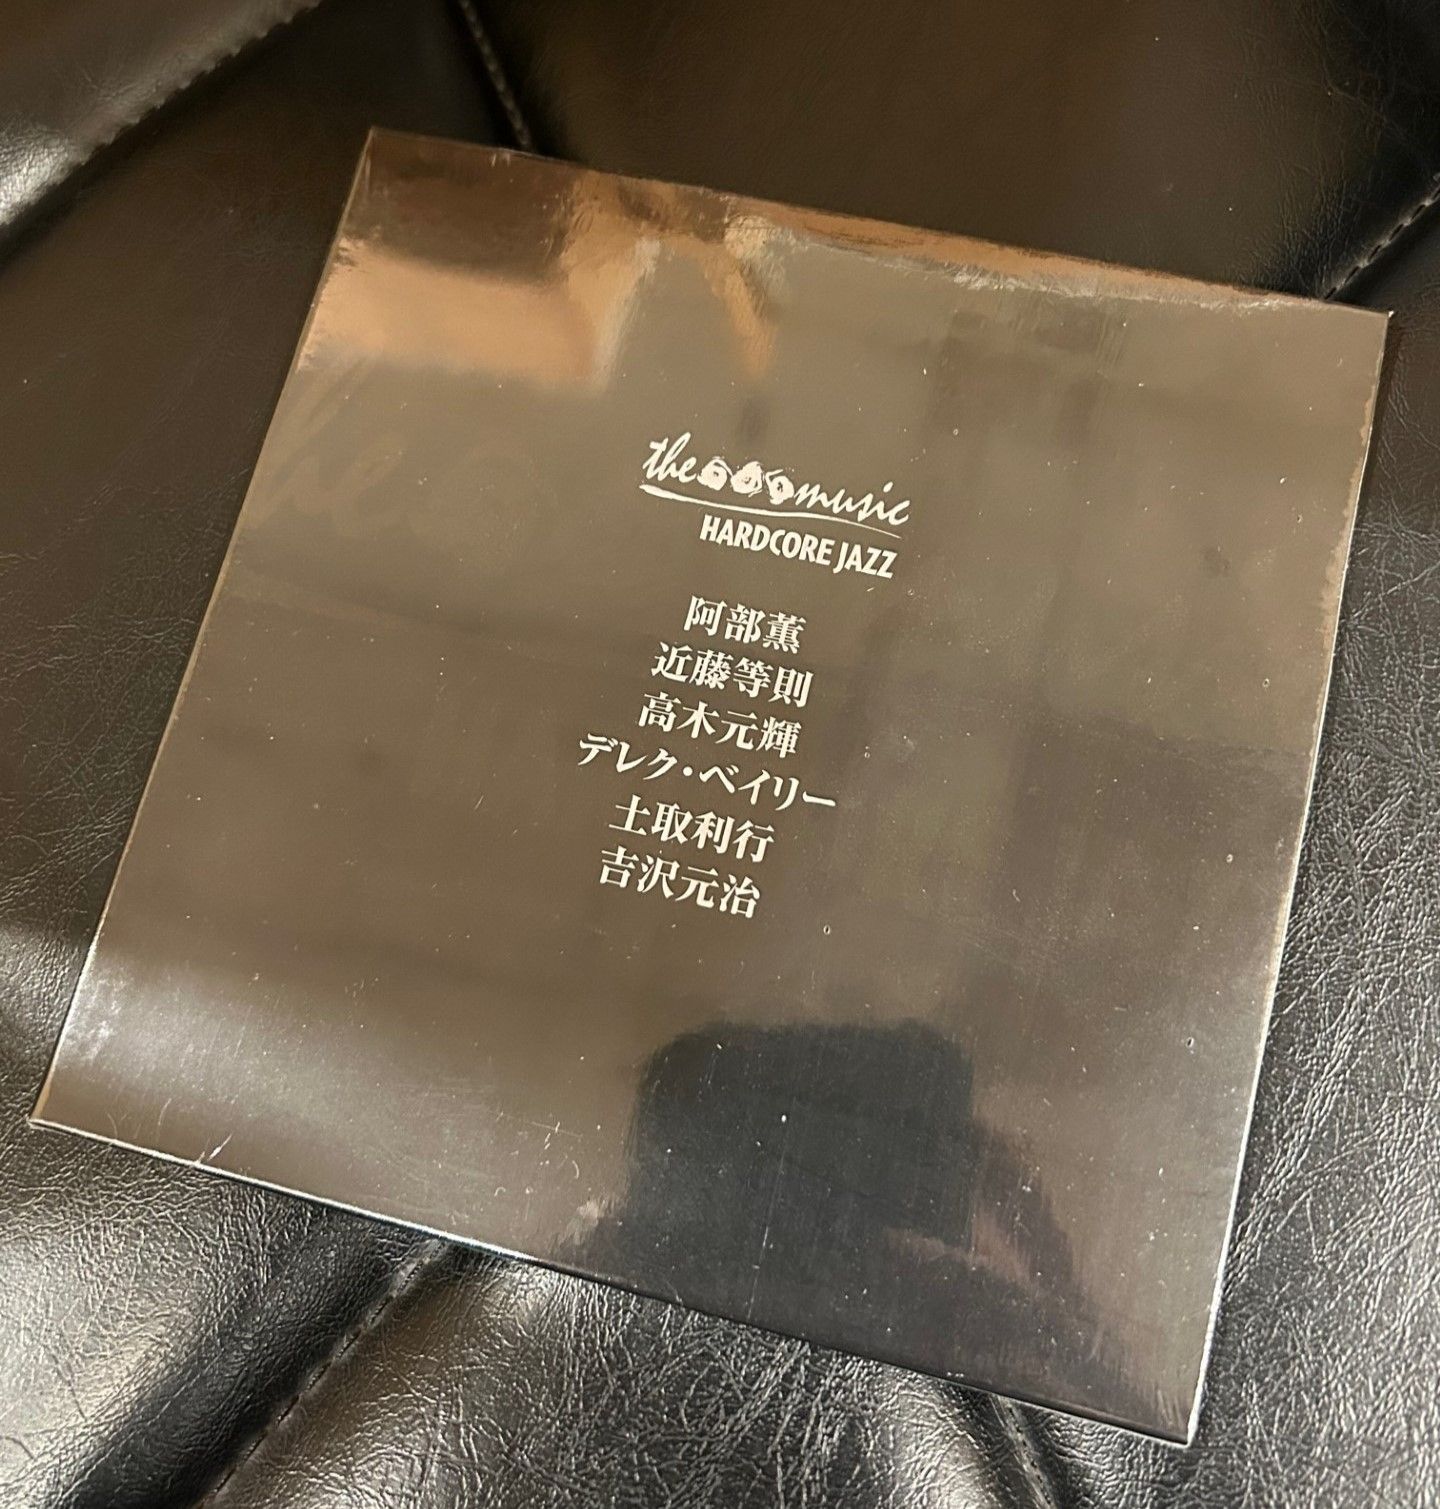 the music
HARDCORE JAZZ
阿部薫
近藤等則
高木元輝
デレク・ベイリー
土取利行
吉沢元治